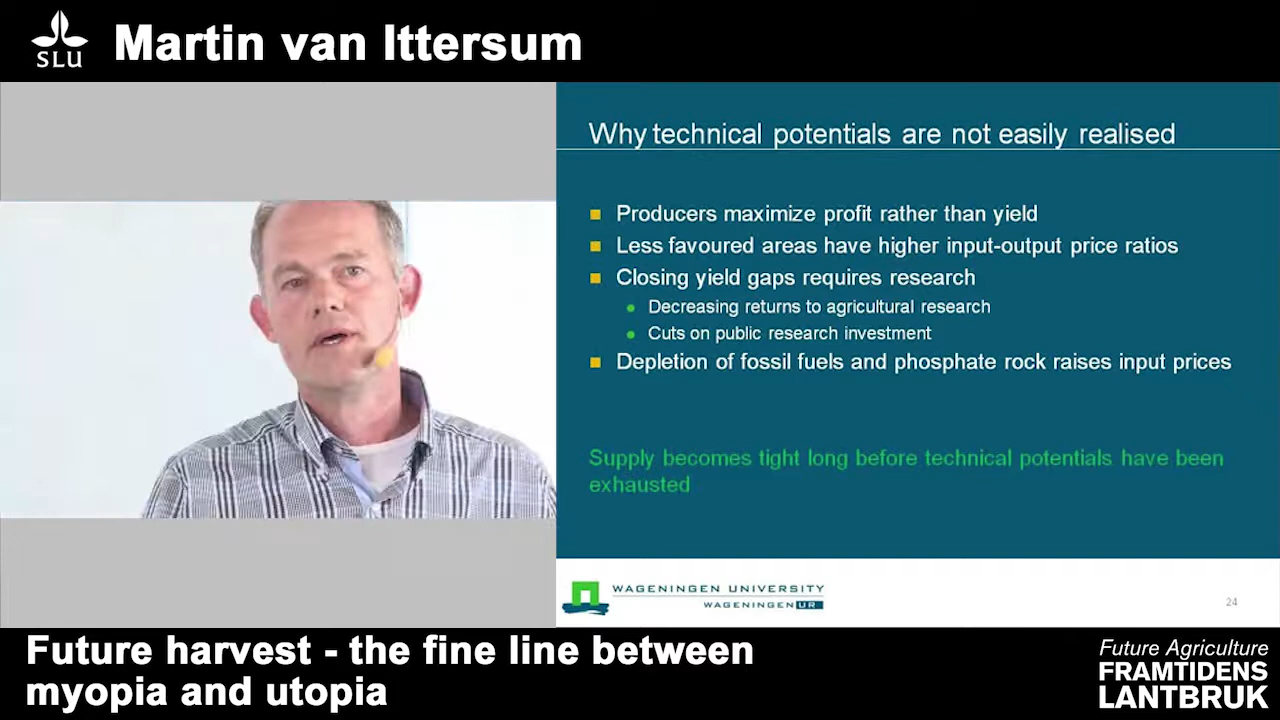 SLU
Martin van Ittersum
Why technical potentials are not easily realised
Producers maximize profit rather than yield
Less favoured areas have higher input-output price ratios
Closing yield gaps requires research
Decreasing returns to agricultural research
Cuts on public research investment
Depletion of fossil fuels and phosphate rock raises input prices
Supply becomes tight long before technical potentials have been
exhausted
WAGENINGEN UNIVERSITY
WAGENINGEN UR
24
Future harvest - the fine line between
myopia and utopia
Future Agriculture
FRAMTIDENS
LANTBRUK